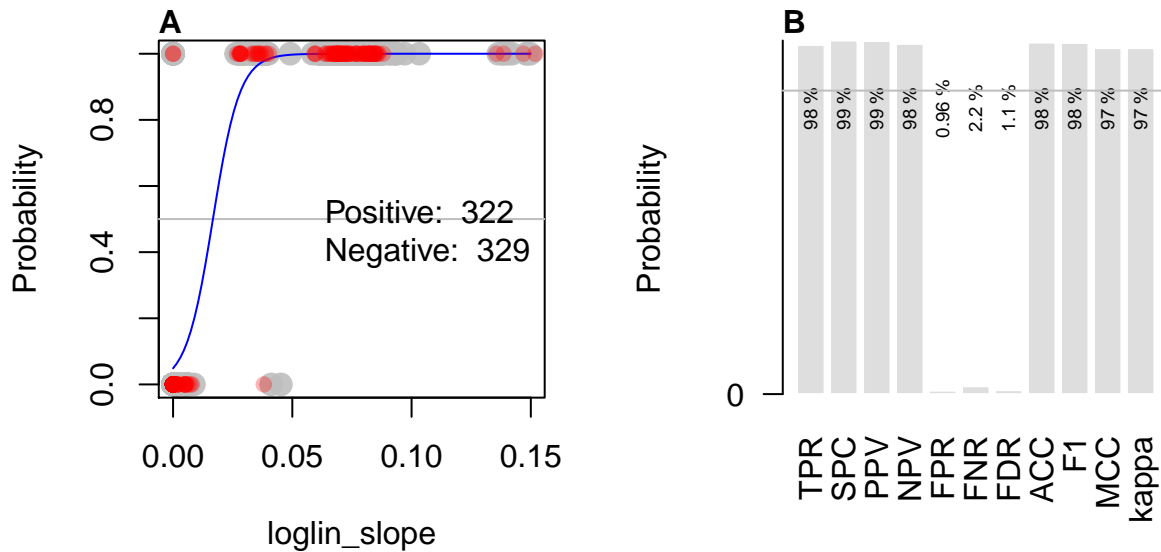 A
Probability
0.8
0.4
0.0
Positive:  322
Negative:  329
0.00 0.05 0.10 0.15
loglin_slope
B
Probability
0
98 % 99 % 99 % 98 % 0.96 % 2.2 % 1.1 % 98 % 98 % 97 % 97 %
TPR SPC PPV NPV FPR FNR FDR ACC F1 MCC kappa